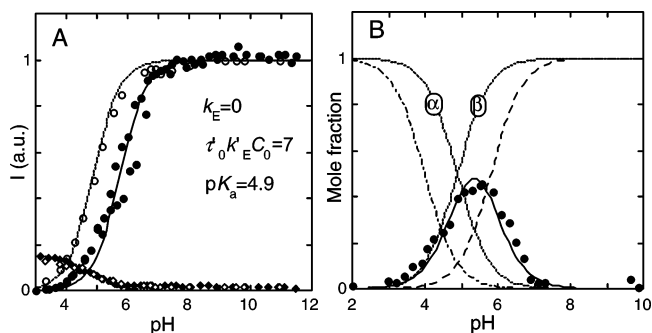 A
B
I (a.u.)
1
0
k_E=0
τ'_0k'_EC_0=7
pK_a=4.9
4 6 8 10 12
pH
Mole fraction
1
0
α
β
2 4 6 8 10
pH